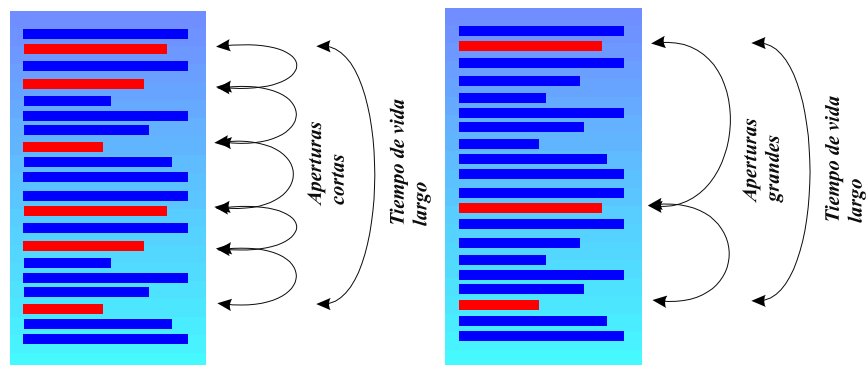 Aperturas
cortas
Tiempo de vida
largo
Aperturas
grandes
Tiempo de vida
largo